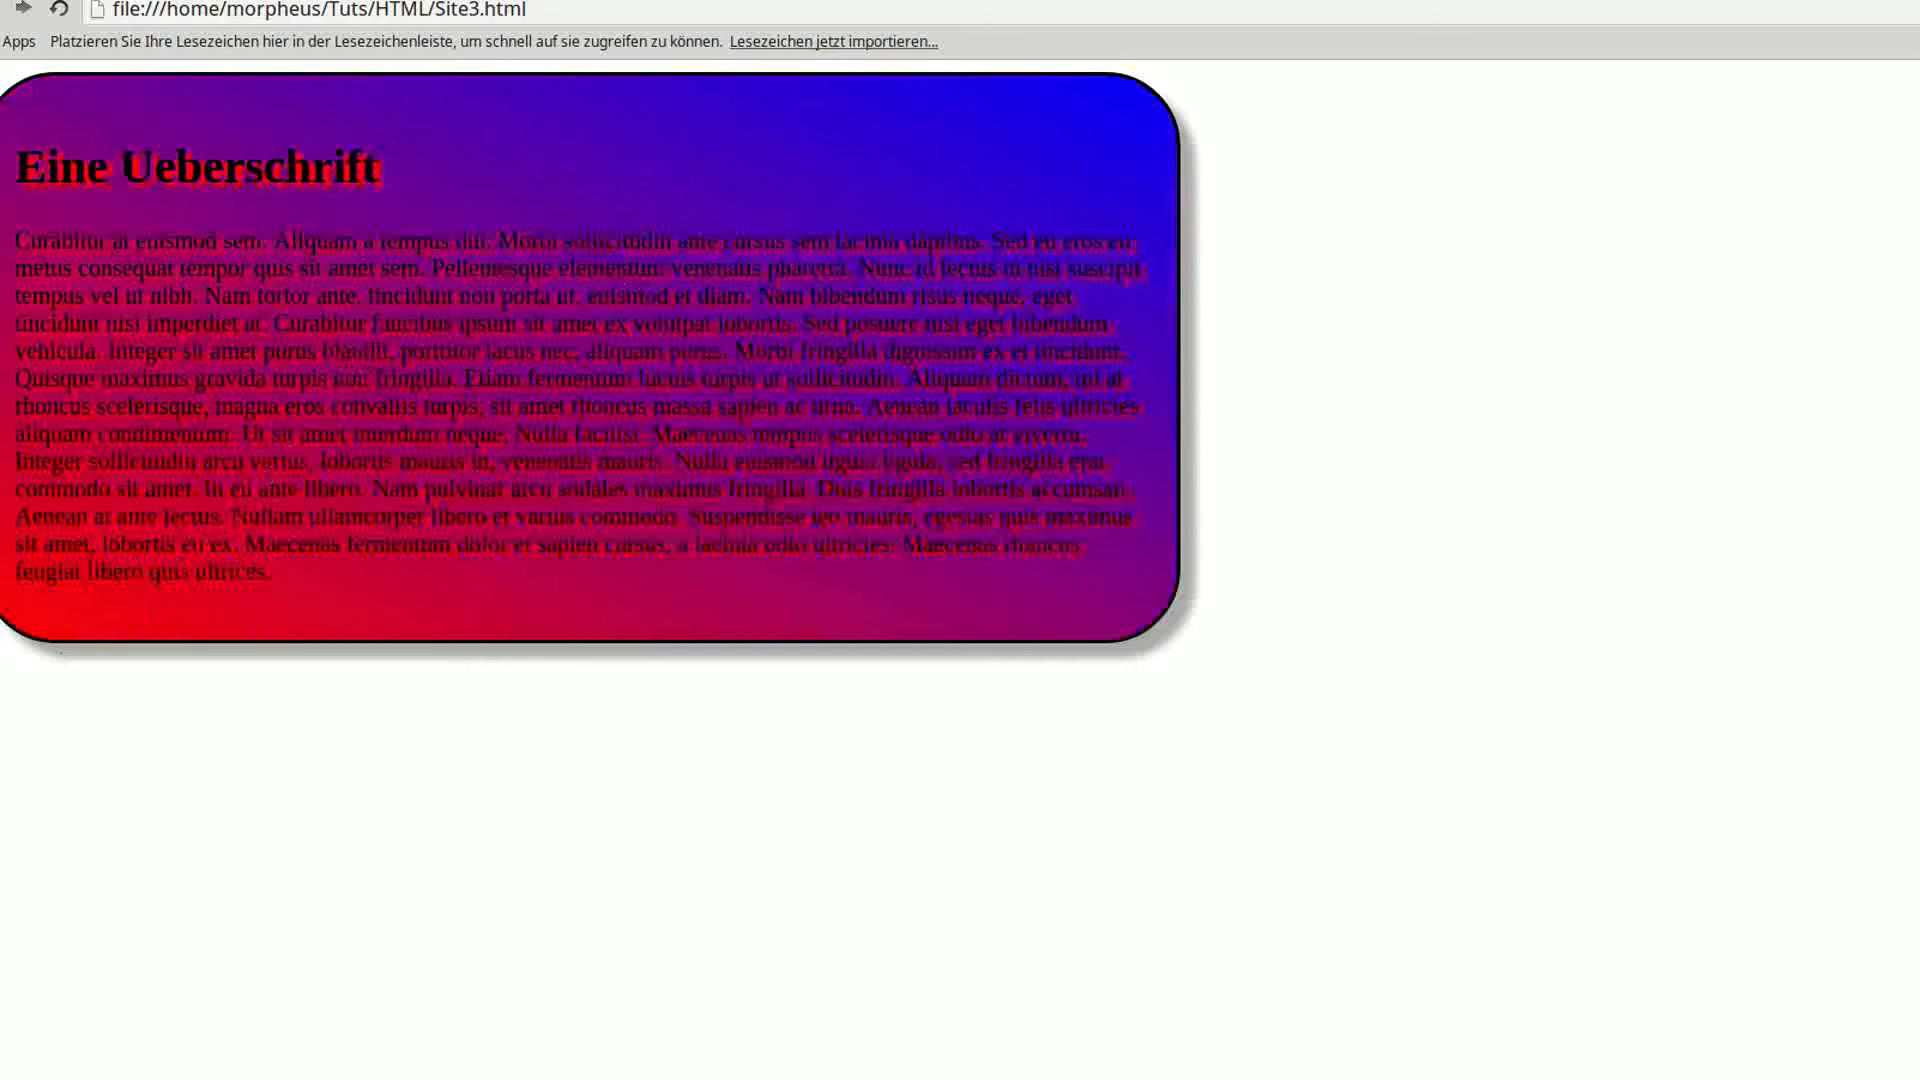 file:///home/morpheus/Tuts/HTML/Site3.html
Apps Platzieren Sie Ihre Lesezeichen hier in der Lesezeichenleiste, um schnell auf sie zugreifen zu können. Lesezeichen jetzt importieren...
Eine Ueberschrift
Curabitur at euismod sem. Aliquam a tempus dui. Morbi sollicitudin ante cursus sem lacinia dapibus. Sed eu eros eu
metus consequat tempor quis sit amet sem. Pellentesque elementum venenatis pharetra. Nunc id lectus in nisi suscipit
tempus vel ut nibh. Nam tortor ante, tincidunt non porta ut, euismod et diam. Nam bibendum risus neque, eget
tincidunt nisi imperdiet ac. Curabitur faucibus ipsum sit amet ex volutpat lobortis. Sed posuere nisi eget bibendum
vehicula. Integer sit amet purus blandit, porttitor lacus nec, aliquam purus. Morbi fringilla dignissim ex et tincidunt.
Quisque maximus gravida turpis non fringilla. Etiam fermentum luctus turpis ut sollicitudin. Aliquam dictum, mi at
rhoncus scelerisque, magna eros convallis turpis, sit amet rhoncus massa sapien ac urna. Aenean iaculis felis ultricies
aliquam condimentum. Ut sit amet interdum neque. Nulla facilisi. Maecenas tempus scelerisque odio at viverra.
Integer sollicitudin arcu varius, lobortis mauris in, venenatis mauris. Nulla euismod ligula ligula, sed fringilla erat
commodo sit amet. In eu ante libero. Nam pulvinar arcu sodales maximus fringilla. Duis fringilla lobortis accumsan.
Aenean at ante lectus. Nullam ullamcorper libero et varius commodo. Suspendisse leo mauris, egestas quis maximus
sit amet, lobortis eu ex. Maecenas fermentum dolor et sapien cursus, a lacinia odio ultricies. Maecenas rhoncus
feugiat libero quis ultrices.